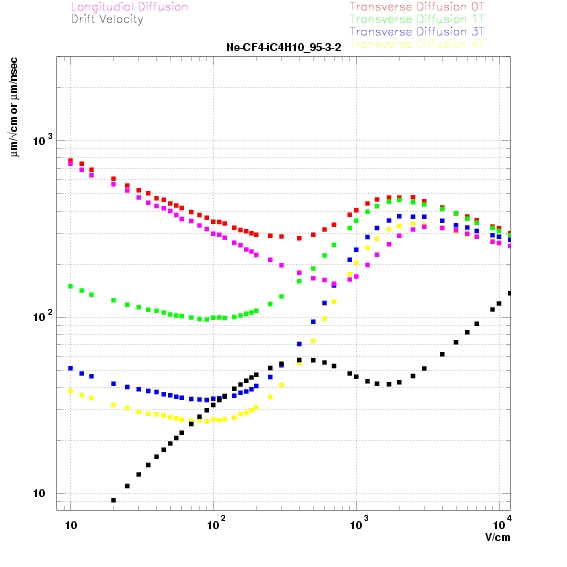 Longitudial Diffusion
Drift Velocity
Transverse Diffusion 0T
Transverse Diffusion 1T
Transverse Diffusion 3T
Transverse Diffusion 4T
Ne-CF4-iC4H10_95-3-2
μm/√cm or μm/nsec
10³
10²
10
10
10²
10³
10⁴
V/cm